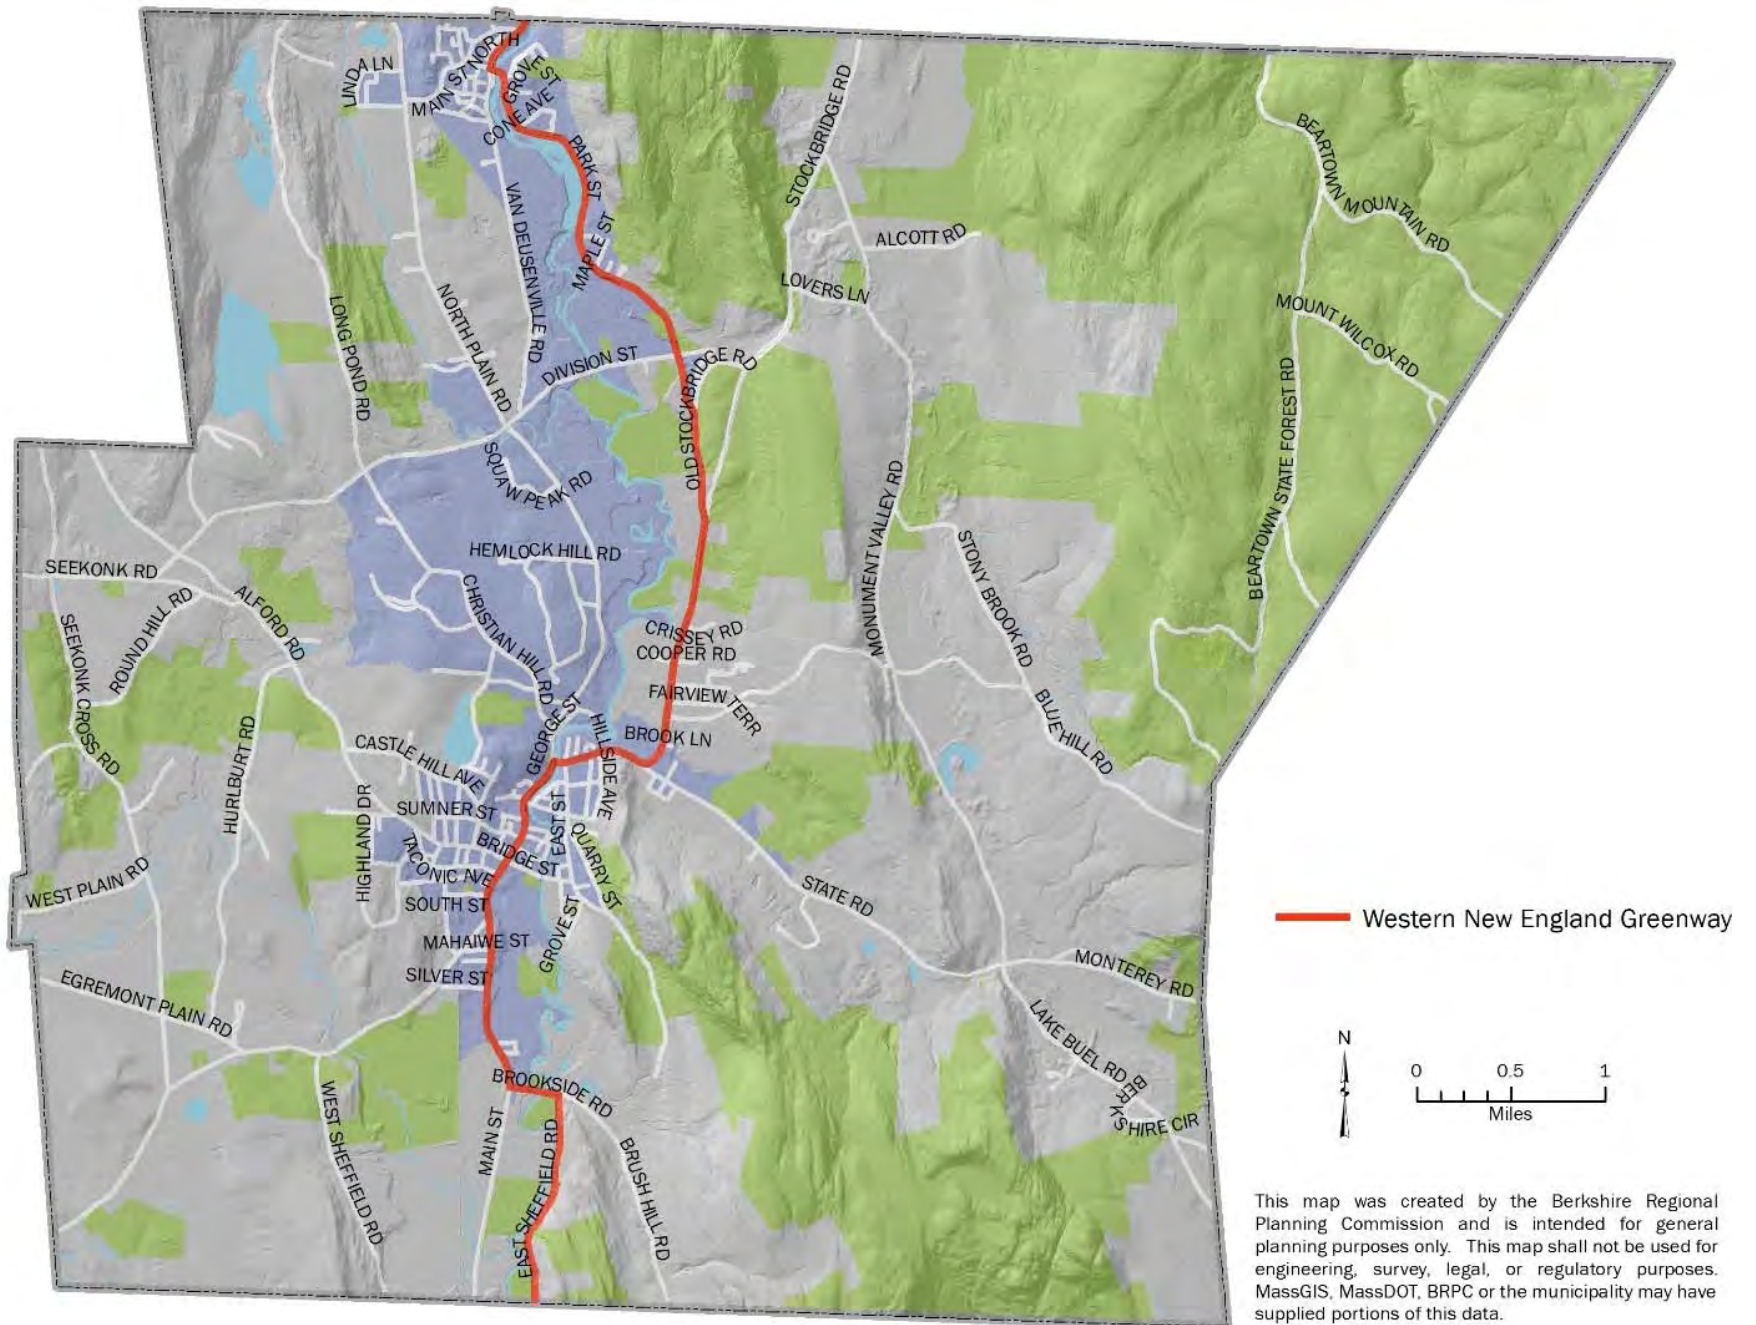 LINDA LN
MAIN ST
NORTH
GROVE ST
CONE AVE
PARK ST
MAPLE ST
VAN DEUSENVILLE RD
STOCKBRIDGE RD
BEARTOWN MOUNTAIN RD
ALCOTT RD
LOVERS LN
LONG POND RD
NORTH PLAIN RD
DIVISION ST
OLD STOCKBRIDGE RD
MOUNT WILCOX RD
BEARTOWN STATE FOREST RD
SQUAW PEAK RD
HEMLOCK HILL RD
MONUMENT VALLEY RD
STONY BROOK RD
SEEKONK RD
ALFORD RD
ROUND HILL RD
SEEKONK CROSS RD
CHRISTIAN HILL RD
CRISSEY RD
COOPER RD
FAIRVIEW TERR
BLUE HILL RD
GEORGE ST
HILLSIDE AVE
BROOK LN
HURLBURT RD
CASTLE HILL AVE
HIGHLAND DR
SUMNER ST
TACONIC AVE
BRIDGE ST
EAST ST
QUARRY ST
WEST PLAIN RD
SOUTH ST
STATE RD
MAHAIWE ST
GROVE ST
SILVER ST
EGREMONT PLAIN RD
MONTEREY RD
LAKE BUEL RD
BERKSHIRE CIR
BROOKSIDE RD
WEST SHEFFIELD RD
MAIN ST
EAST SHEFFIELD RD
BRUSH HILL RD
Western New England Greenway
N
0 0.5 1
Miles
This map was created by the Berkshire Regional
Planning Commission and is intended for general
planning purposes only. This map shall not be used for
engineering, survey, legal, or regulatory purposes.
MassGIS, MassDOT, BRPC or the municipality may have
supplied portions of this data.